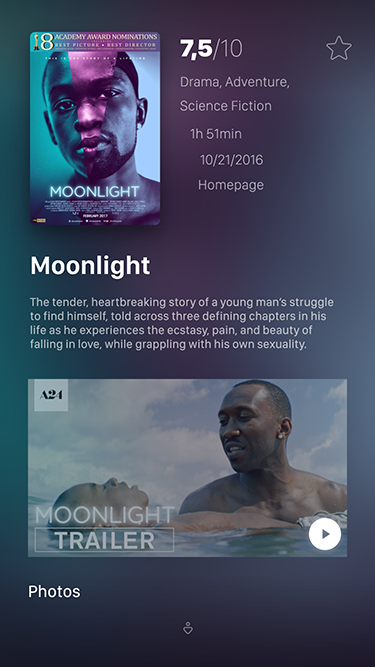 8 ACADEMY AWARD NOMINATIONS
BEST PICTURE • BEST DIRECTOR
THIS IS THE STORY OF A LIFETIME
MOONLIGHT
FEBRUARY 2017
7,5/10
Drama, Adventure,
Science Fiction
1h 51min
10/21/2016
Homepage
Moonlight
The tender, heartbreaking story of a young man's struggle
to find himself, told across three defining chapters in his
life as he experiences the ecstasy, pain, and beauty of
falling in love, while grappling with his own sexuality.
A24
MOONLIGHT
TRAILER
Photos